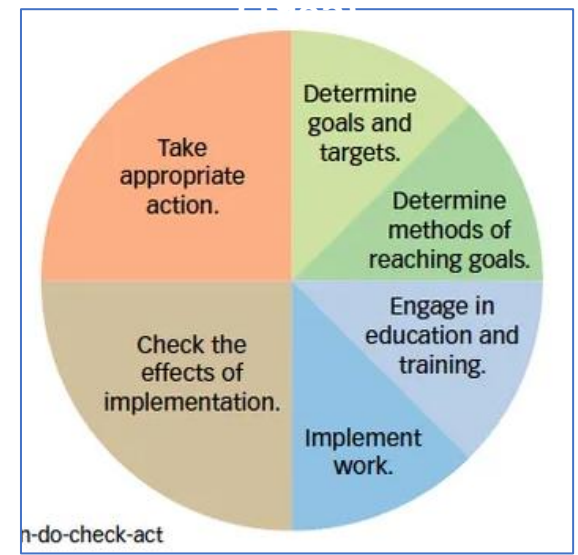 Determine
goals and
targets.
Determine
methods of
reaching goals.
Engage in
education and
training.
Implement
work.
Check the
effects of
implementation.
Take
appropriate
action.
n-do-check-act